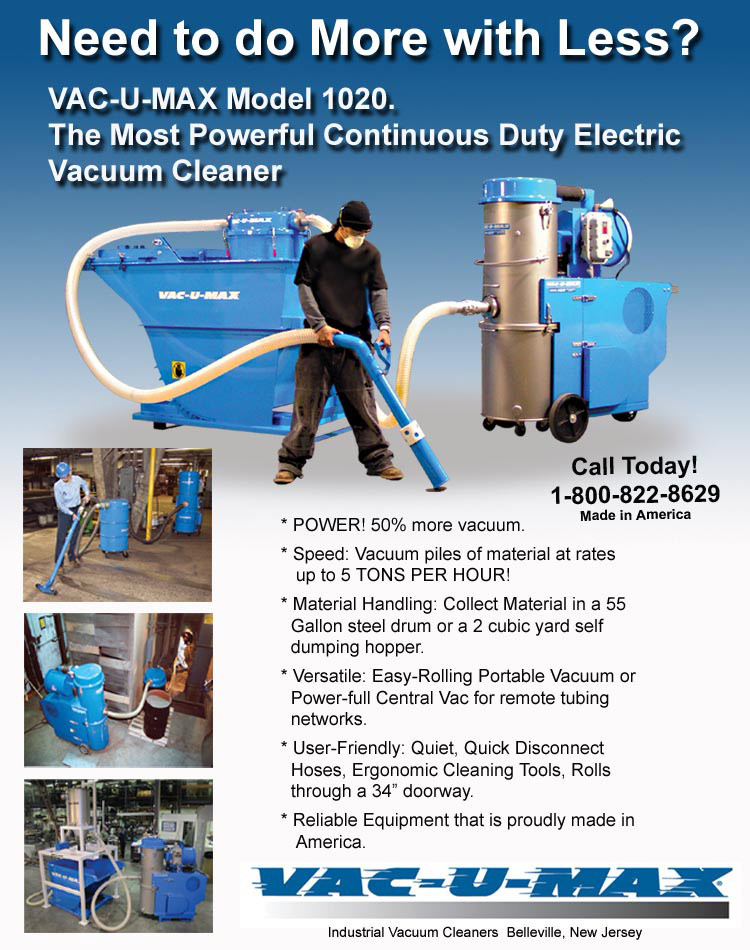 Need to do More with Less?
VAC-U-MAX Model 1020.
The Most Powerful Continuous Duty Electric
Vacuum Cleaner
VAC-U-MAX
VAC-U-MAX
VAC-U-MAX
Call Today!
1-800-822-8629
Made in America
* POWER! 50% more vacuum.
* Speed: Vacuum piles of material at rates
up to 5 TONS PER HOUR!
* Material Handling: Collect Material in a 55
Gallon steel drum or a 2 cubic yard self
dumping hopper.
* Versatile: Easy-Rolling Portable Vacuum or
Power-full Central Vac for remote tubing
networks.
* User-Friendly: Quiet, Quick Disconnect
Hoses, Ergonomic Cleaning Tools, Rolls
through a 34” doorway.
* Reliable Equipment that is proudly made in
America.
VAC-U-MAX
VAC-U-MAX®
Industrial Vacuum Cleaners Belleville, New Jersey